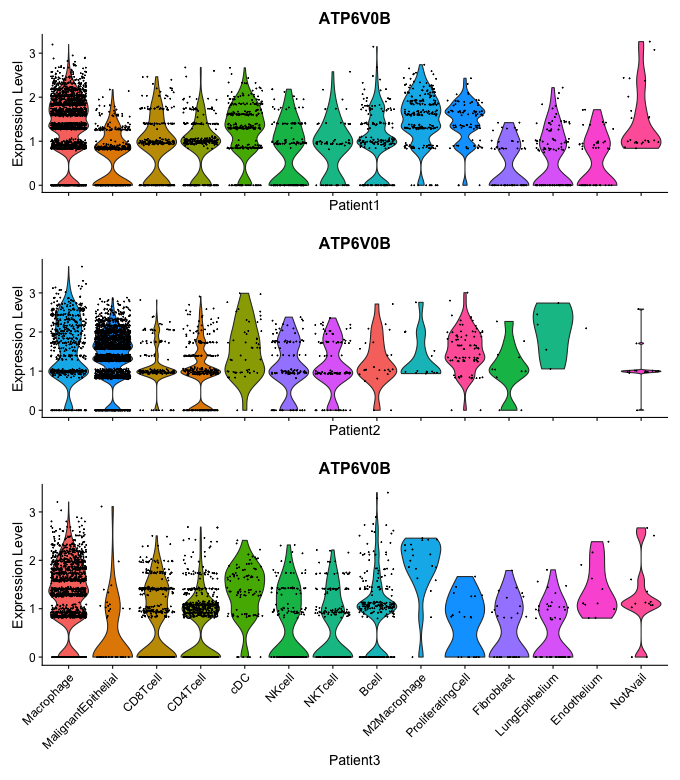 ATP6V0B
Expression Level
3
2
1
0
Patient1
ATP6V0B
Expression Level
3
2
1
0
Patient2
ATP6V0B
Expression Level
3
2
1
0
Macrophage
MalignantEpithelial
CD8Tcell
CD4Tcell
cDC
NKcell
NKTcell
Bcell
M2Macrophage
ProliferatingCell
Fibroblast
LungEpithelium
Endothelium
NotAvail
Patient3